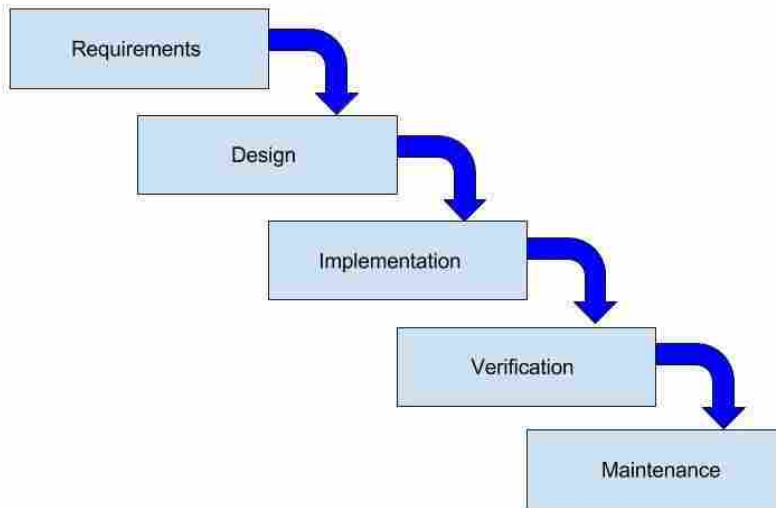 Requirements
Design
Implementation
Verification
Maintenance